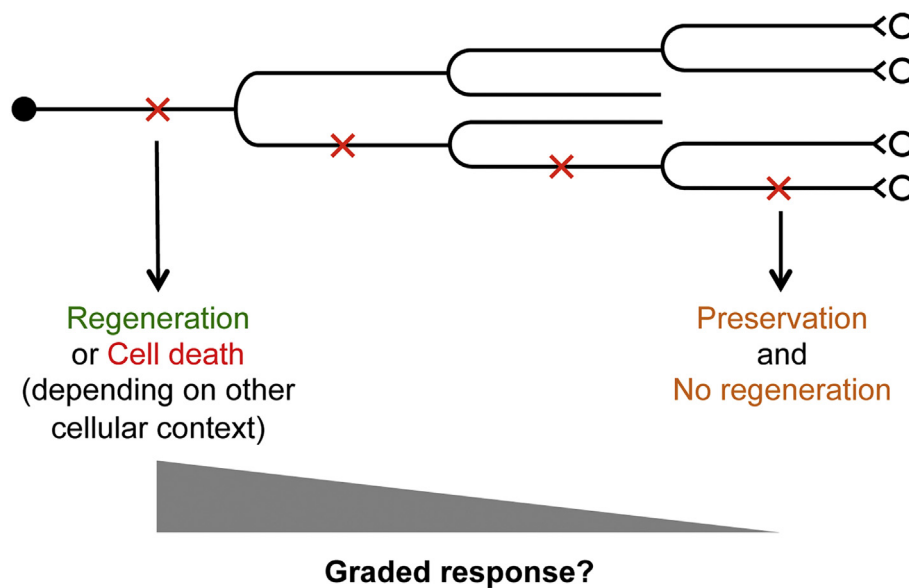 Regeneration
or Cell death
(depending on other
cellular context)
Preservation
and
No regeneration
Graded response?